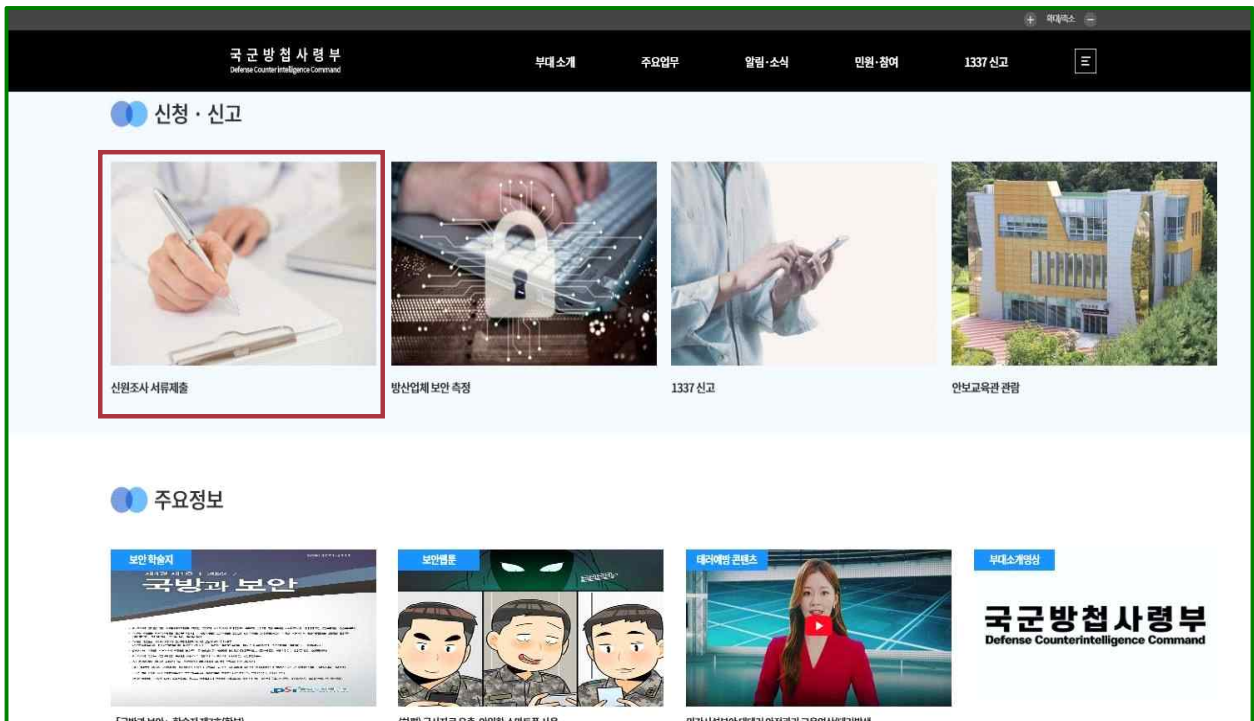 확대/축소
국군방첩사령부
Defense Counterintelligence Command
부대 소개
주요업무
알림·소식
민원·참여
1337 신고
신청 · 신고
신원조사 서류제출
방산업체 보안 측정
1337 신고
안보교육관 관람
주요정보
보안 학술지
국방과 보안
보안웹툰
테러예방 콘텐츠
부대소개영상
국군방첩사령부
Defense Counterintelligence Command